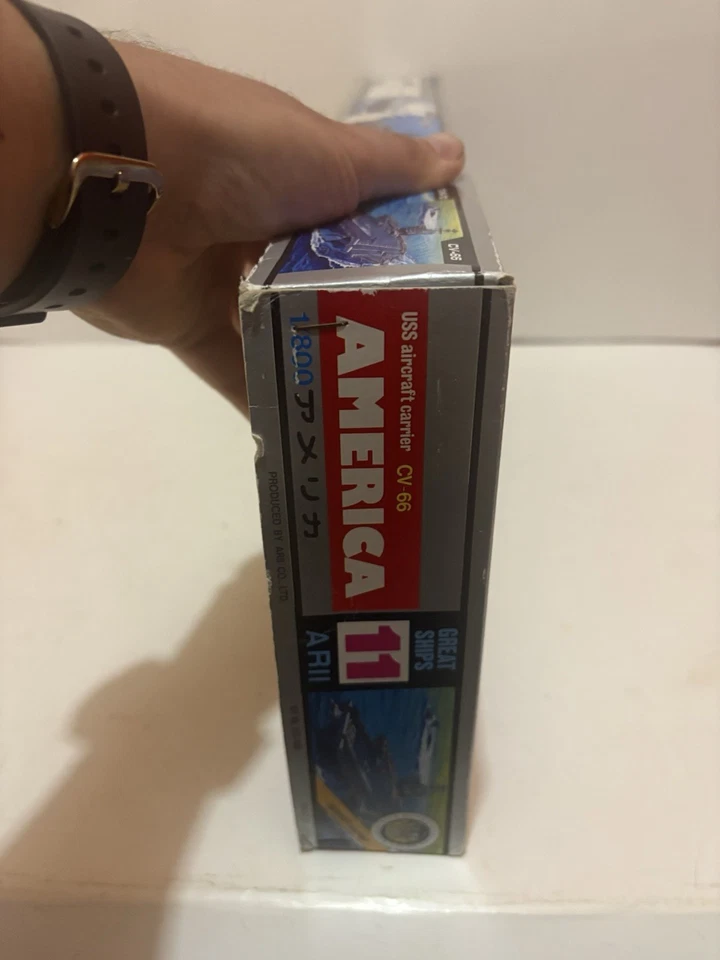 CV-66
USS aircraft carrier CV-66
AMERICA
1:800 アメリカ
PRODUCED BY ARII CO., LTD.
GREAT
SHIPS
11
ARII